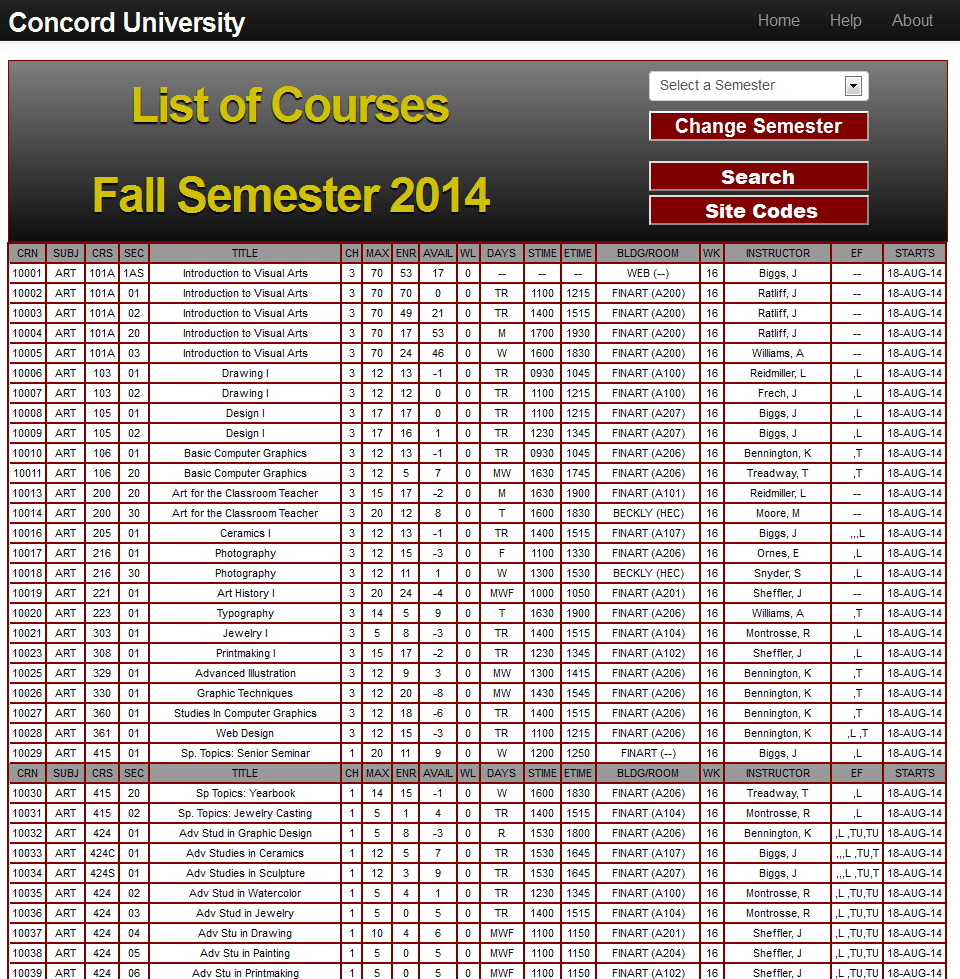 Concord University Home Help About
List of Courses
Select a Semester
Change Semester
Fall Semester 2014
Search
Site Codes
CRN SUBJ CRS SEC TITLE CH MAX ENR AVAIL WL DAYS STIME ETIME BLDG/ROOM WK INSTRUCTOR EF STARTS
10001 ART 101A 1AS Introduction to Visual Arts 3 70 53 17 0 -- -- -- WEB (--) 16 Biggs, J -- 18-AUG-14
10002 ART 101A 01 Introduction to Visual Arts 3 70 70 0 0 TR 1100 1215 FINART (A200) 16 Ratliff, J -- 18-AUG-14
10003 ART 101A 02 Introduction to Visual Arts 3 70 49 21 0 TR 1400 1515 FINART (A200) 16 Ratliff, J -- 18-AUG-14
10004 ART 101A 20 Introduction to Visual Arts 3 70 17 53 0 M 1700 1930 FINART (A200) 16 Ratliff, J -- 18-AUG-14
10005 ART 101A 03 Introduction to Visual Arts 3 70 24 46 0 W 1600 1830 FINART (A200) 16 Williams, A -- 18-AUG-14
10006 ART 103 01 Drawing I 3 12 13 -1 0 TR 0930 1045 FINART (A100) 16 Reidmiller, L ,L 18-AUG-14
10007 ART 103 02 Drawing I 3 12 12 0 0 TR 1100 1215 FINART (A100) 16 Frech, J ,L 18-AUG-14
10008 ART 105 01 Design I 3 17 17 0 0 TR 1100 1215 FINART (A207) 16 Biggs, J ,L 18-AUG-14
10009 ART 105 02 Design I 3 17 16 1 0 TR 1230 1345 FINART (A207) 16 Biggs, J ,L 18-AUG-14
10010 ART 106 01 Basic Computer Graphics 3 12 13 -1 0 TR 0930 1045 FINART (A206) 16 Bennington, K ,T 18-AUG-14
10011 ART 106 20 Basic Computer Graphics 3 12 5 7 0 MW 1630 1745 FINART (A206) 16 Treadway, T ,T 18-AUG-14
10013 ART 200 20 Art for the Classroom Teacher 3 15 17 -2 0 M 1630 1900 FINART (A101) 16 Reidmiller, L -- 18-AUG-14
10014 ART 200 30 Art for the Classroom Teacher 3 20 12 8 0 T 1600 1830 BECKLY (HEC) 16 Moore, M -- 18-AUG-14
10016 ART 205 01 Ceramics I 3 12 13 -1 0 TR 1400 1515 FINART (A107) 16 Biggs, J ,,,L 18-AUG-14
10017 ART 216 01 Photography 3 12 15 -3 0 F 1100 1330 FINART (A206) 16 Ornes, E ,L 18-AUG-14
10018 ART 216 30 Photography 3 12 11 1 0 W 1300 1530 BECKLY (HEC) 16 Snyder, S ,L 18-AUG-14
10019 ART 221 01 Art History I 3 20 24 -4 0 MWF 1000 1050 FINART (A201) 16 Sheffler, J -- 18-AUG-14
10020 ART 223 01 Typography 3 14 5 9 0 T 1630 1900 FINART (A206) 16 Williams, A ,T 18-AUG-14
10021 ART 303 01 Jewelry I 3 5 8 -3 0 TR 1400 1515 FINART (A104) 16 Montrosse, R ,L 18-AUG-14
10023 ART 308 01 Printmaking I 3 15 17 -2 0 TR 1230 1345 FINART (A102) 16 Sheffler, J ,L 18-AUG-14
10025 ART 329 01 Advanced Illustration 3 12 9 3 0 MW 1300 1415 FINART (A206) 16 Bennington, K ,T 18-AUG-14
10026 ART 330 01 Graphic Techniques 3 12 20 -8 0 MW 1430 1545 FINART (A206) 16 Bennington, K ,T 18-AUG-14
10027 ART 360 01 Studies In Computer Graphics 3 12 18 -6 0 TR 1400 1515 FINART (A206) 16 Bennington, K ,T 18-AUG-14
10028 ART 361 01 Web Design 3 12 15 -3 0 TR 1100 1215 FINART (A206) 16 Bennington, K ,L ,T 18-AUG-14
10029 ART 415 01 Sp. Topics: Senior Seminar 1 20 11 9 0 W 1200 1250 FINART (--) 16 Biggs, J ,L 18-AUG-14
CRN SUBJ CRS SEC TITLE CH MAX ENR AVAIL WL DAYS STIME ETIME BLDG/ROOM WK INSTRUCTOR EF STARTS
10030 ART 415 20 Sp Topics: Yearbook 1 14 15 -1 0 W 1600 1830 FINART (A206) 16 Treadway, T ,L 18-AUG-14
10031 ART 415 02 Sp. Topics: Jewelry Casting 1 5 1 4 0 TR 1400 1515 FINART (A104) 16 Montrosse, R ,L 18-AUG-14
10032 ART 424 01 Adv Stud in Graphic Design 1 5 8 -3 0 R 1530 1800 FINART (A206) 16 Bennington, K ,L ,TU,TU 18-AUG-14
10033 ART 424C 01 Adv Studies in Ceramics 1 12 5 7 0 TR 1530 1645 FINART (A107) 16 Biggs, J ,,,L ,TU,T 18-AUG-14
10034 ART 424S 01 Adv Studies in Sculpture 1 12 3 9 0 TR 1530 1645 FINART (A207) 16 Biggs, J ,,,L ,TU,T 18-AUG-14
10035 ART 424 02 Adv Stud in Watercolor 1 5 4 1 0 TR 1230 1345 FINART (A100) 16 Montrosse, R ,L ,TU,TU 18-AUG-14
10036 ART 424 03 Adv Stud in Jewelry 1 5 0 5 0 TR 1400 1515 FINART (A104) 16 Montrosse, R ,L ,TU,TU 18-AUG-14
10037 ART 424 04 Adv Stu in Drawing 1 10 4 6 0 MWF 1100 1150 FINART (A201) 16 Sheffler, J ,L ,TU,TU 18-AUG-14
10038 ART 424 05 Adv Stu in Painting 1 5 0 5 0 MWF 1100 1150 FINART (A204) 16 Sheffler, J ,L ,TU,TU 18-AUG-14
10039 ART 424 06 Adv Stu in Printmaking 1 5 0 5 0 MWF 1100 1150 FINART (A102) 16 Sheffler, J ,L ,TU,TU 18-AUG-14